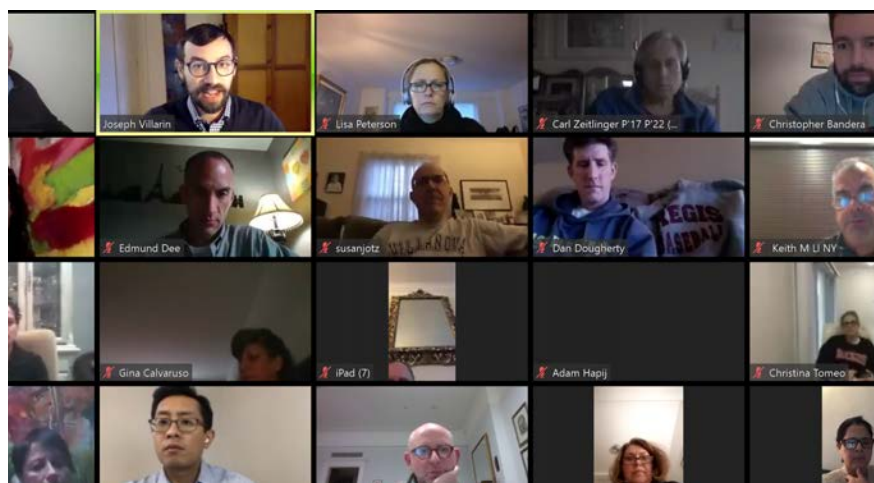 Joseph Villarin
Lisa Peterson
Carl Zeitlinger P'17 P'22 (...
Christopher Bandera
Edmund Dee
susanjotz
VILLANOVA
Dan Dougherty
REGIS
BASEBALL
Keith M LI NY
Gina Calvaruso
iPad (7)
Adam Hapij
Christina Tomeo